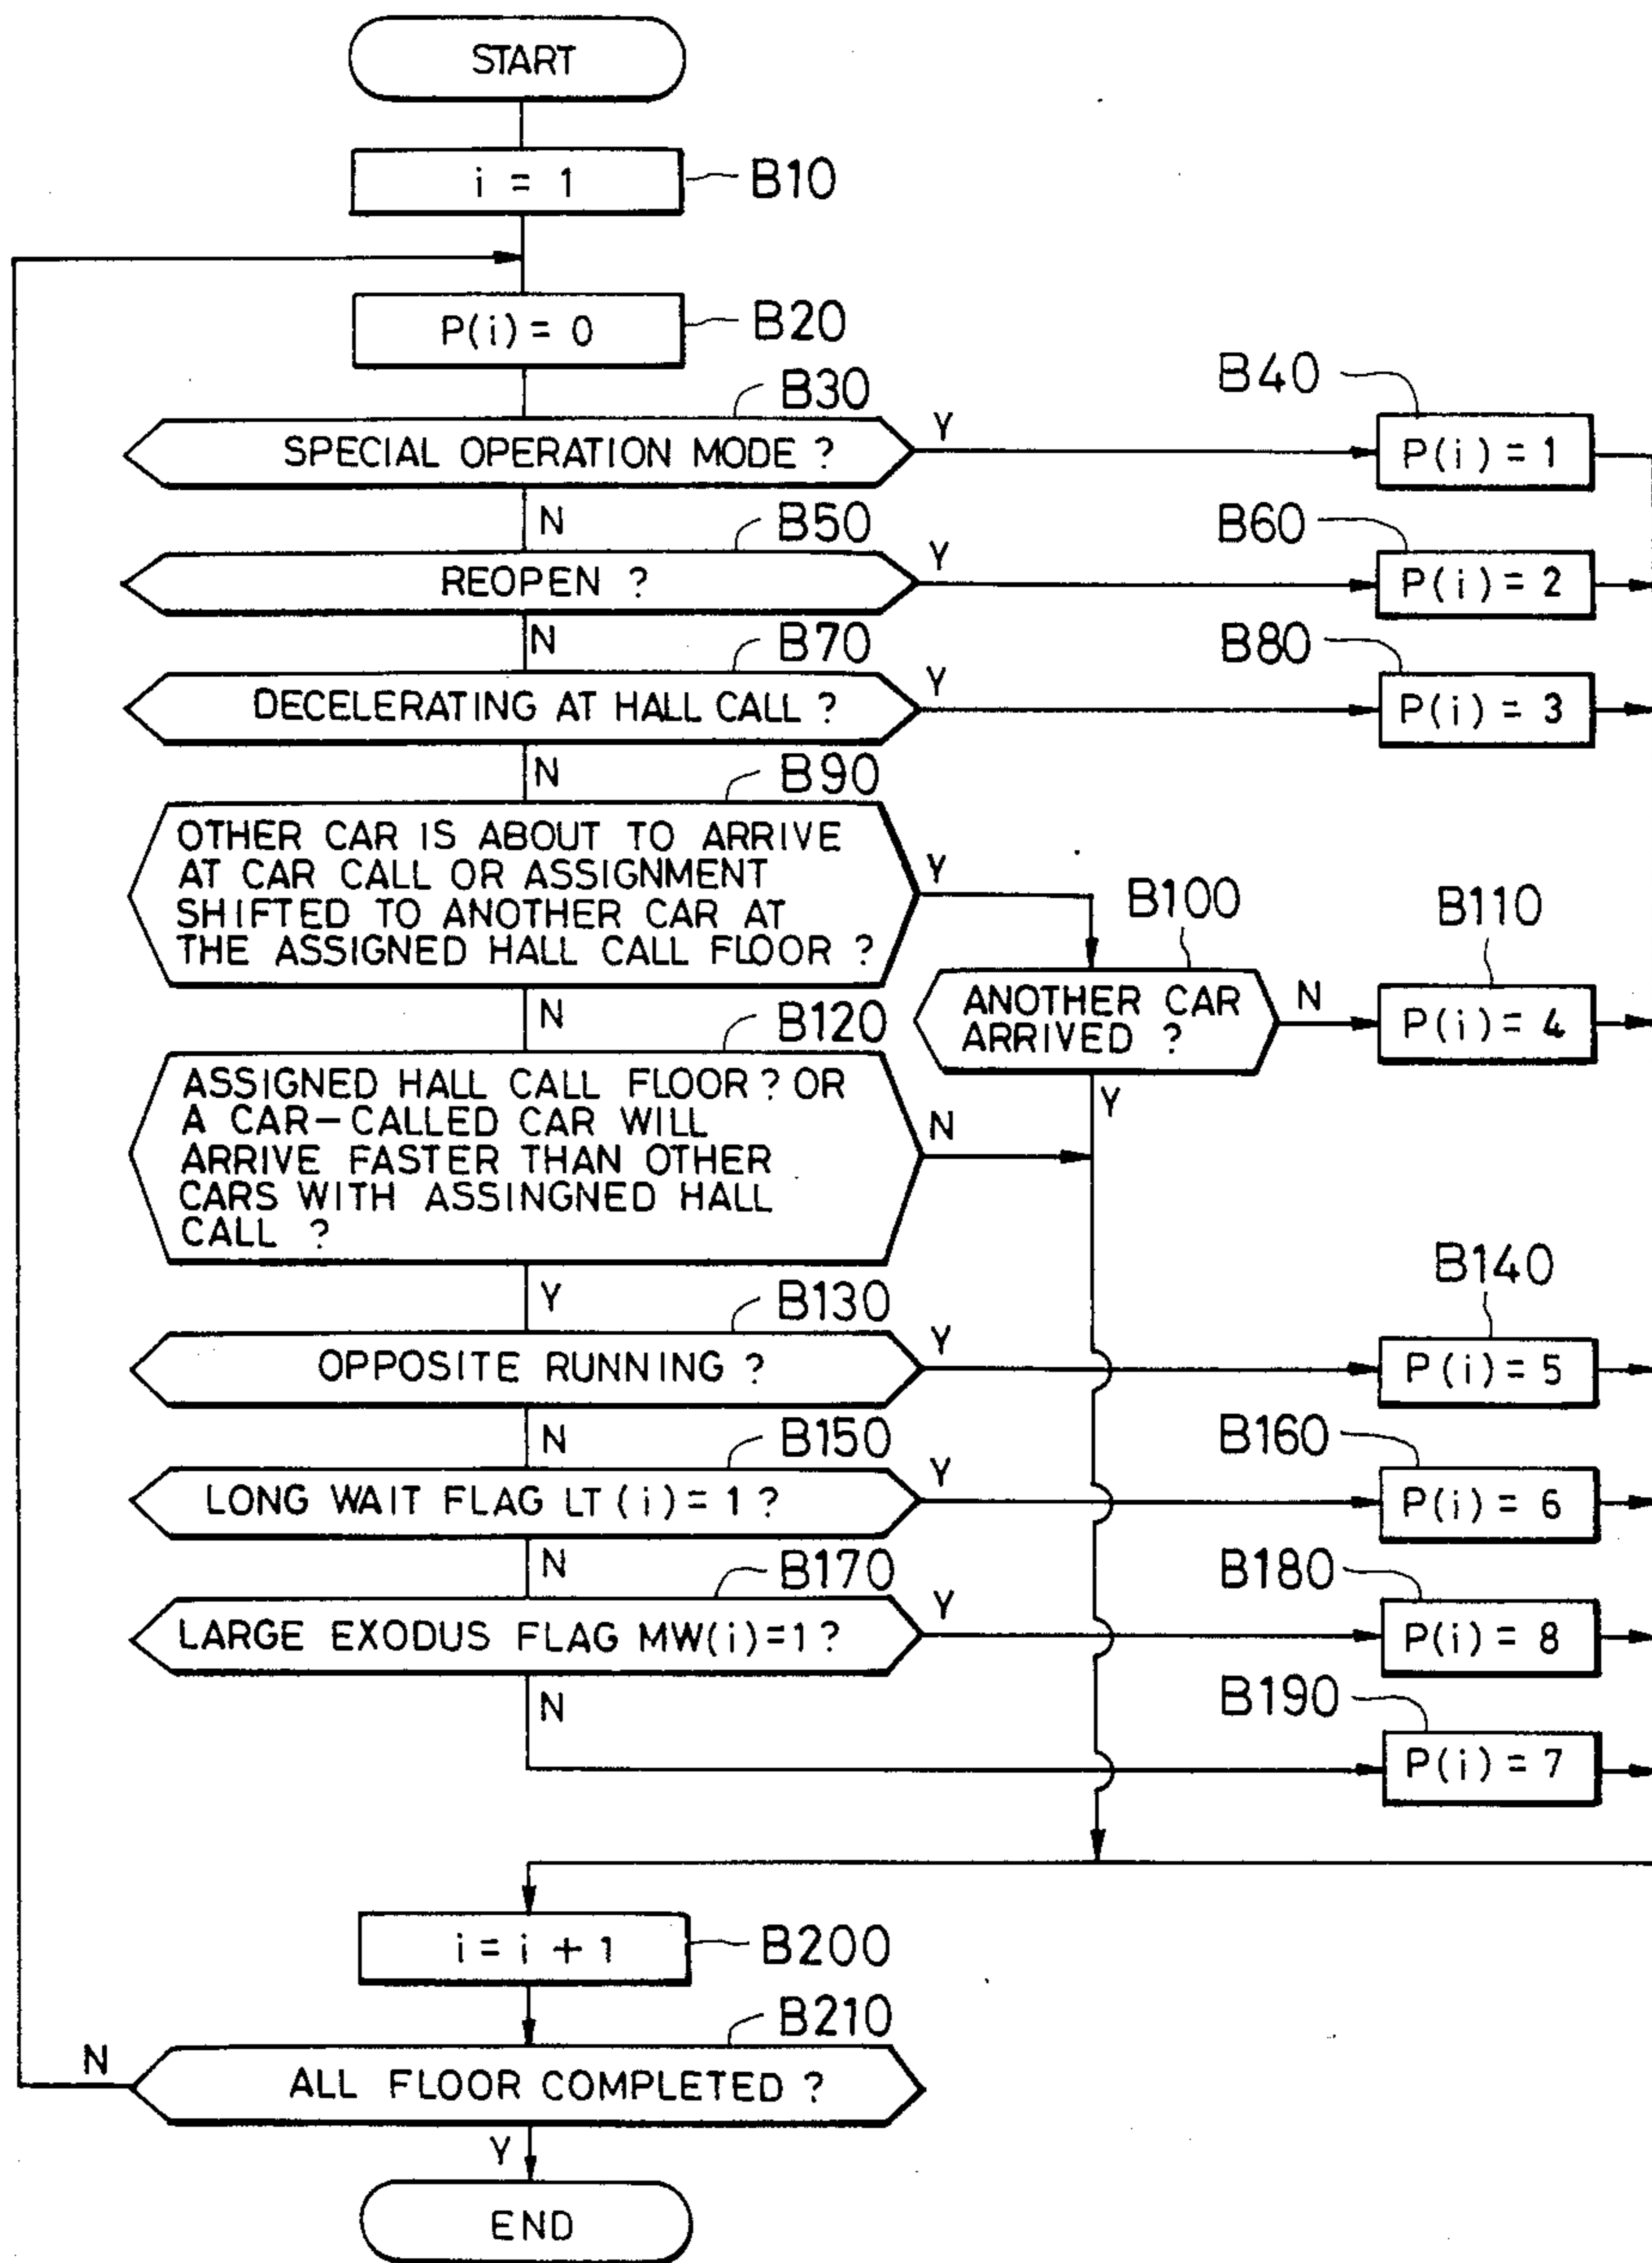 START
i = 1
B10
P(i) = 0
B20
B30
B40
SPECIAL OPERATION MODE ?
Y
P(i) = 1
N
B50
B60
REOPEN ?
Y
P(i) = 2
N
B70
B80
DECELERATING AT HALL CALL ?
Y
P(i) = 3
N
B90
OTHER CAR IS ABOUT TO ARRIVE
AT CAR CALL OR ASSIGNMENT
SHIFTED TO ANOTHER CAR AT
THE ASSIGNED HALL CALL FLOOR ?
Y
B100
B110
ANOTHER CAR
ARRIVED ?
N
P(i) = 4
N
B120
Y
ASSIGNED HALL CALL FLOOR ? OR
A CAR-CALLED CAR WILL
ARRIVE FASTER THAN OTHER
CARS WITH ASSINGNED HALL
CALL ?
N
Y
B130
B140
OPPOSITE RUNNING ?
Y
P(i) = 5
N
B150
B160
LONG WAIT FLAG LT(i) = 1 ?
Y
P(i) = 6
N
B170
B180
LARGE EXODUS FLAG MW(i)=1 ?
Y
P(i) = 8
N
B190
P(i) = 7
i = i + 1
B200
B210
N
ALL FLOOR COMPLETED ?
Y
END